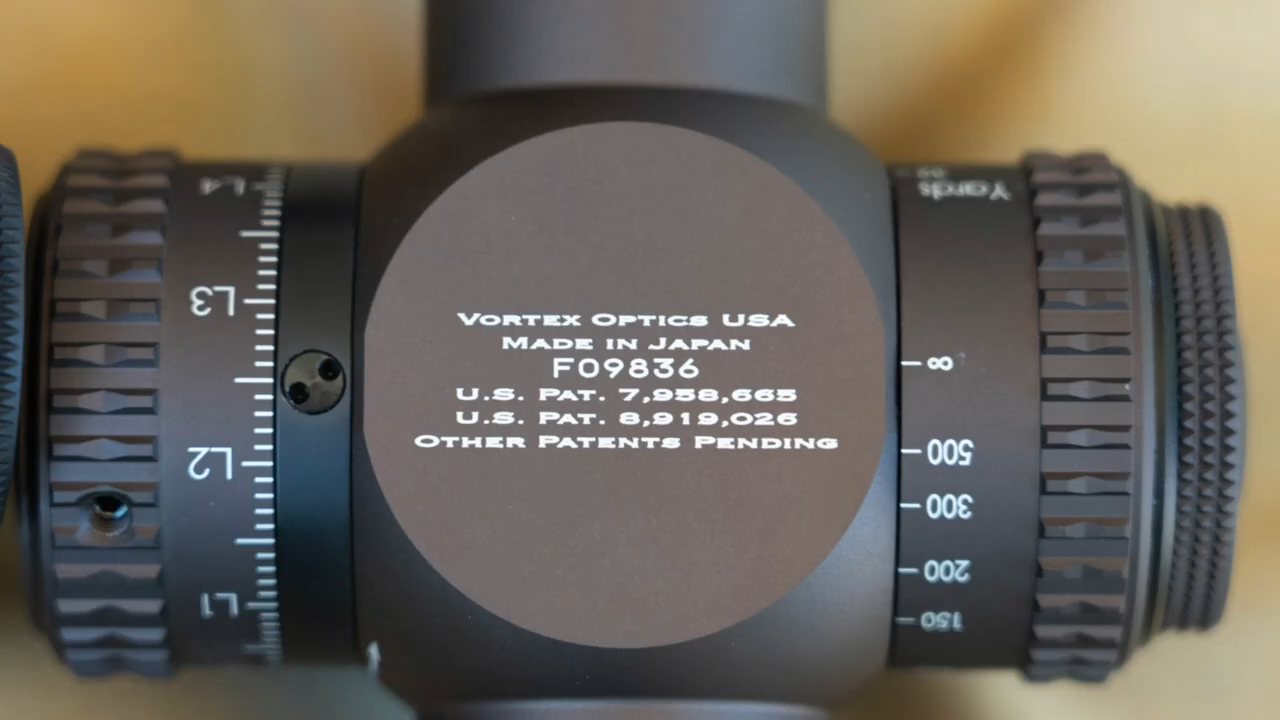 VORTEX OPTICS USA
MADE IN JAPAN
F09836
U.S. PAT. 7,958,665
U.S. PAT. 8,919,026
OTHER PATENTS PENDING
L4
L3
L2
L1
Yards
∞
500
300
200
150